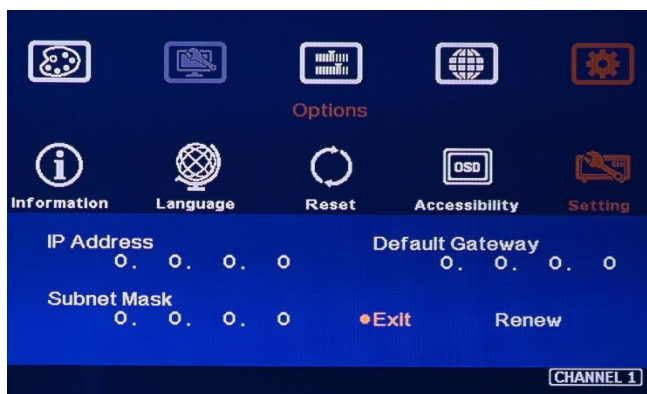 Options
Information Language Reset OSD Accessibility Setting
IP Address Default Gateway
0. 0. 0. 0 0. 0. 0. 0
Subnet Mask
0. 0. 0. 0 Exit Renew
CHANNEL 1